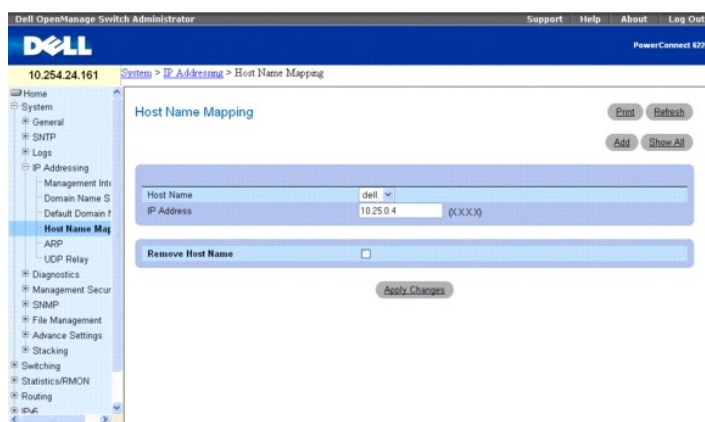 Dell OpenManage Switch Administrator
Support Help About Log Out
DELL
PowerConnect 622
10.254.24.161
System > IP Addressing > Host Name Mapping
Home
System
General
SNTP
Logs
IP Addressing
Management Int
Domain Name S
Default Domain
Host Name Map
ARP
UDP Relay
Diagnostics
Management Secur
SNMP
File Management
Advance Settings
Stacking
Switching
Statistics/RMON
Routing
IPv6
Host Name Mapping
Print Refresh
Add Show All
Host Name dell
IP Address 10.25.0.4 (X.X.X.X)
Remove Host Name
Apply Changes